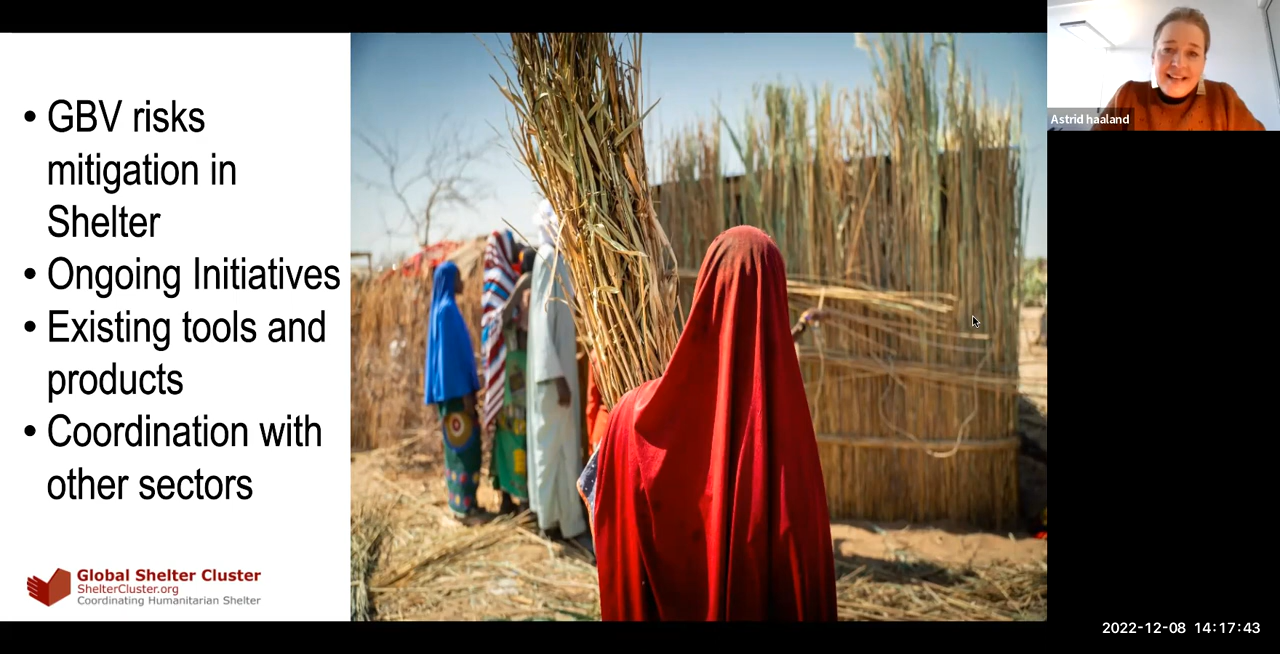 • GBV risks
mitigation in
Shelter
• Ongoing Initiatives
• Existing tools and
products
• Coordination with
other sectors
Global Shelter Cluster
ShelterCluster.org
Coordinating Humanitarian Shelter
Astrid haaland
2022-12-08 14:17:43